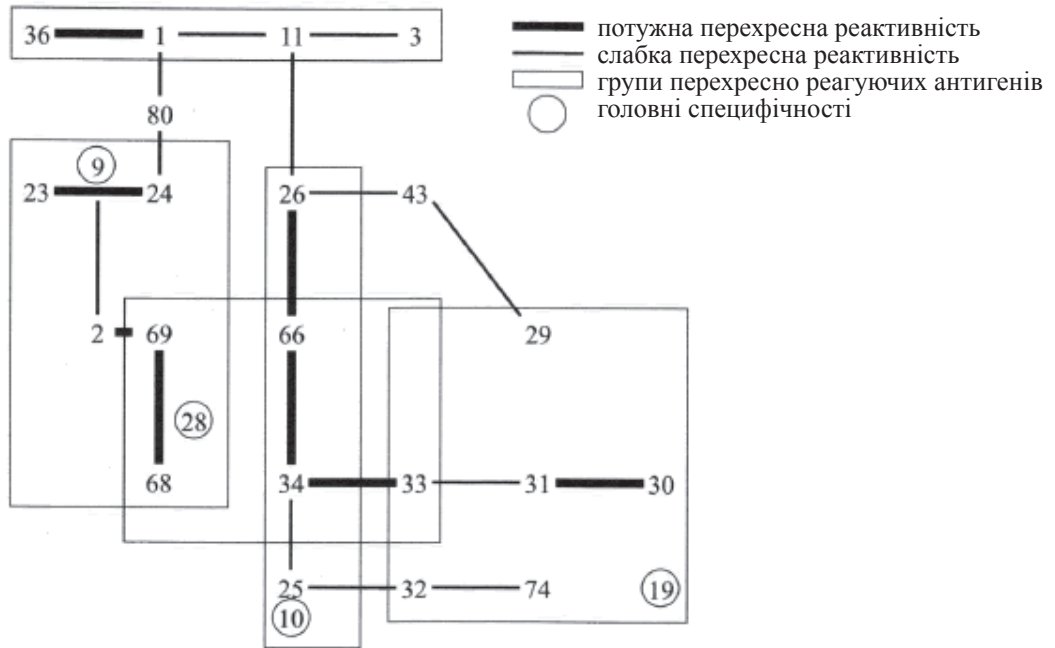 36 1 11 3
потужна перехресна реактивність
слабка перехресна реактивність
групи перехресно реагуючих антигенів
головні специфічності
80
9
23 24 26 43
2 69 66 29
28
68 34 33 31 30
25 32 74 19
10